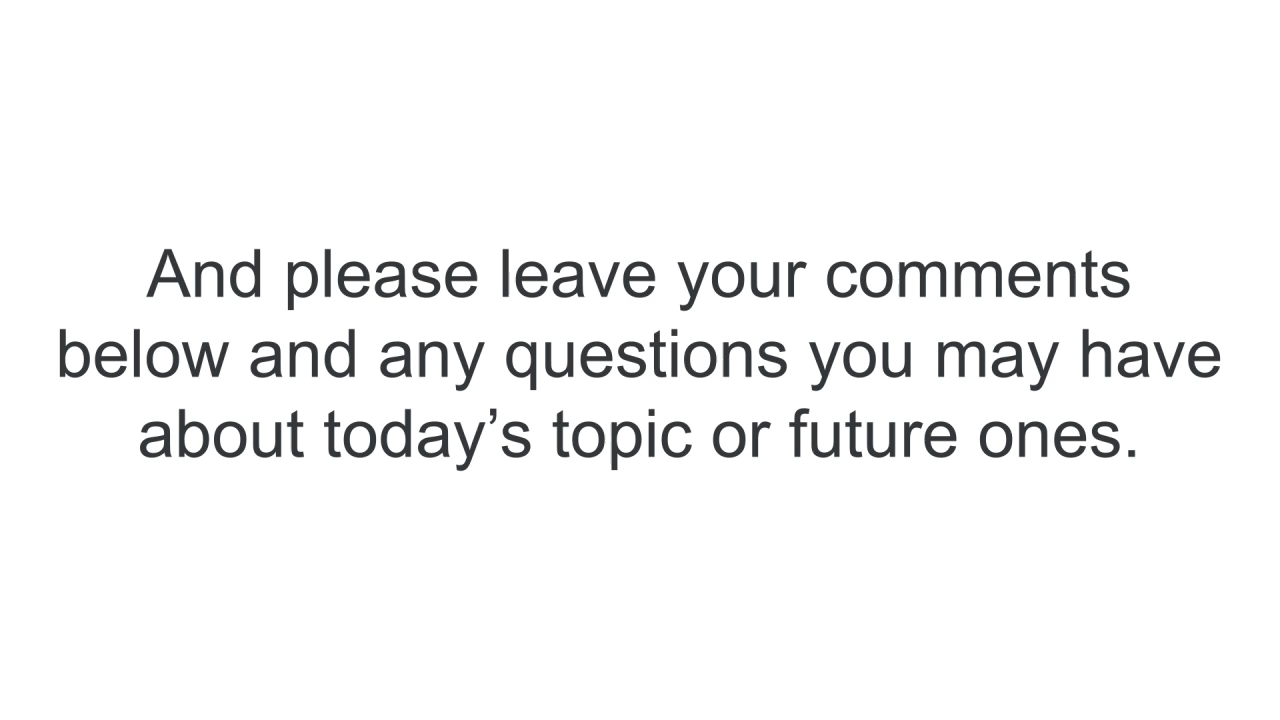 And please leave your comments
below and any questions you may have
about today’s topic or future ones.